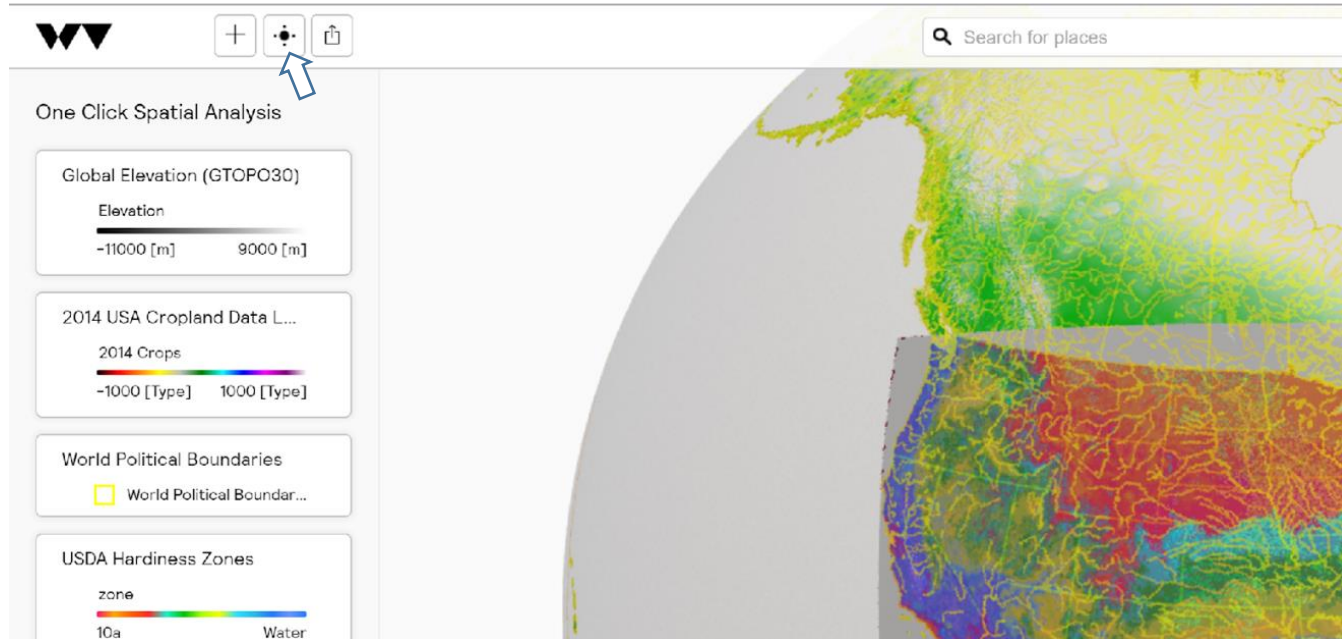 Search for places
One Click Spatial Analysis
Global Elevation (GTOPO30)
Elevation
-11000 [m] 9000 [m]
2014 USA Cropland Data L...
2014 Crops
-1000 [Type] 1000 [Type]
World Political Boundaries
World Political Boundar...
USDA Hardiness Zones
zone
10a Water